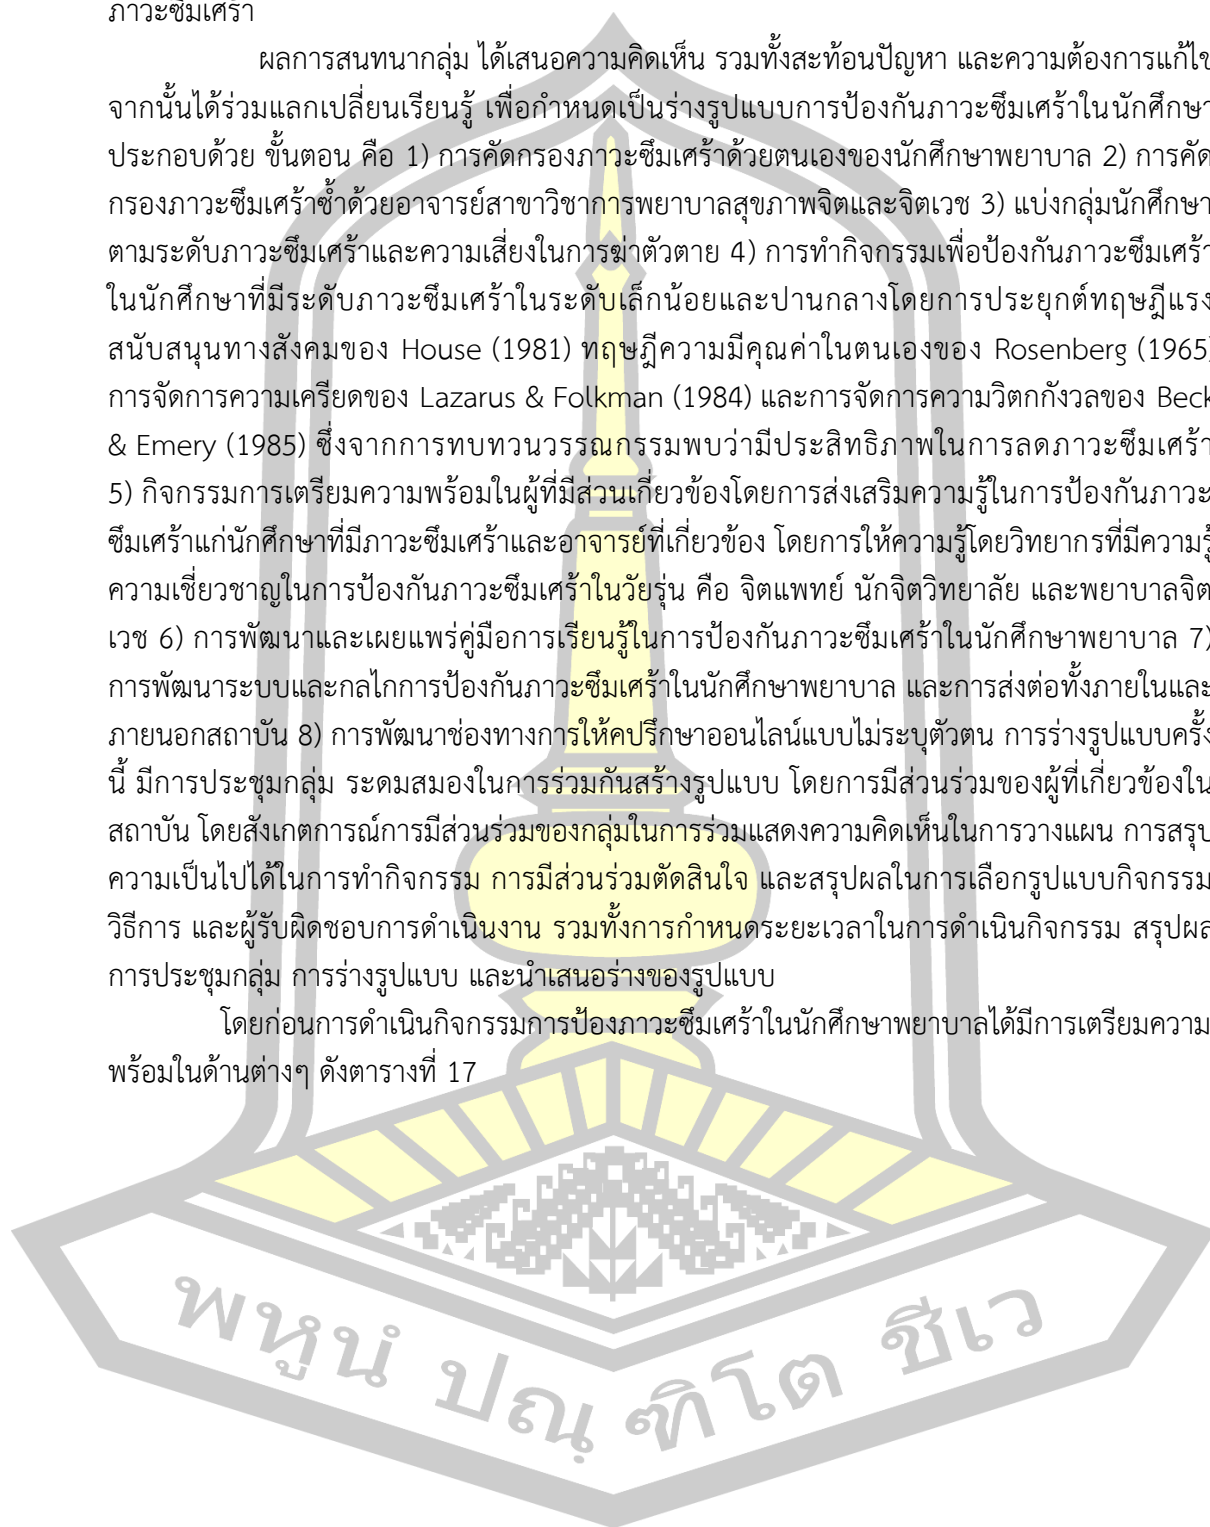 ภาวะซึมเศร้า
ผลการสนทนากลุ่ม ได้เสนอความคิดเห็น รวมทั้งสะท้อนปัญหา และความต้องการแก้ไข
จากนั้นได้ร่วมแลกเปลี่ยนเรียนรู้ เพื่อกำหนดเป็นร่างรูปแบบการป้องกันภาวะซึมเศร้าในนักศึกษา
ประกอบด้วย ขั้นตอน คือ 1) การคัดกรองภาวะซึมเศร้าด้วยตนเองของนักศึกษาพยาบาล 2) การคัด
กรองภาวะซึมเศร้าซ้ำด้วยอาจารย์สาขาวิชาการพยาบาลสุขภาพจิตและจิตเวช 3) แบ่งกลุ่มนักศึกษา
ตามระดับภาวะซึมเศร้าและความเสี่ยงในการฆ่าตัวตาย 4) การทำกิจกรรมเพื่อป้องกันภาวะซึมเศร้า
ในนักศึกษาที่มีระดับภาวะซึมเศร้าในระดับเล็กน้อยและปานกลางโดยการประยุกต์ทฤษฎีแรง
สนับสนุนทางสังคมของ House (1981) ทฤษฎีความมีคุณค่าในตนเองของ Rosenberg (1965)
การจัดการความเครียดของ Lazarus & Folkman (1984) และการจัดการความวิตกกังวลของ Beck
& Emery (1985) ซึ่งจากการทบทวนวรรณกรรมพบว่ามีประสิทธิภาพในการลดภาวะซึมเศร้า
5) กิจกรรมการเตรียมความพร้อมในผู้ที่มีส่วนเกี่ยวข้องโดยการส่งเสริมความรู้ในการป้องกันภาวะ
ซึมเศร้าแก่นักศึกษาที่มีภาวะซึมเศร้าและอาจารย์ที่เกี่ยวข้อง โดยการให้ความรู้โดยวิทยากรที่มีความรู้
ความเชี่ยวชาญในการป้องกันภาวะซึมเศร้าในวัยรุ่น คือ จิตแพทย์ นักจิตวิทยาลัย และพยาบาลจิต
เวช 6) การพัฒนาและเผยแพร่คู่มือการเรียนรู้ในการป้องกันภาวะซึมเศร้าในนักศึกษาพยาบาล 7)
การพัฒนาระบบและกลไกการป้องกันภาวะซึมเศร้าในนักศึกษาพยาบาล และการส่งต่อทั้งภายในและ
ภายนอกสถาบัน 8) การพัฒนาช่องทางการให้คปรึกษาออนไลน์แบบไม่ระบุตัวตน การร่างรูปแบบครั้ง
นี้ มีการประชุมกลุ่ม ระดมสมองในการร่วมกันสร้างรูปแบบ โดยการมีส่วนร่วมของผู้ที่เกี่ยวข้องใน
สถาบัน โดยสังเกตการณ์การมีส่วนร่วมของกลุ่มในการร่วมแสดงความคิดเห็นในการวางแผน การสรุป
ความเป็นไปได้ในการทำกิจกรรม การมีส่วนร่วมตัดสินใจ และสรุปผลในการเลือกรูปแบบกิจกรรม
วิธีการ และผู้รับผิดชอบการดำเนินงาน รวมทั้งการกำหนดระยะเวลาในการดำเนินกิจกรรม สรุปผล
การประชุมกลุ่ม การร่างรูปแบบ และนำเสนอร่างของรูปแบบ
โดยก่อนการดำเนินกิจกรรมการป้องภาวะซึมเศร้าในนักศึกษาพยาบาลได้มีการเตรียมความ
พร้อมในด้านต่างๆ ดังตารางที่ 17
พหูนํ ปณฺฑิโต ชีเว